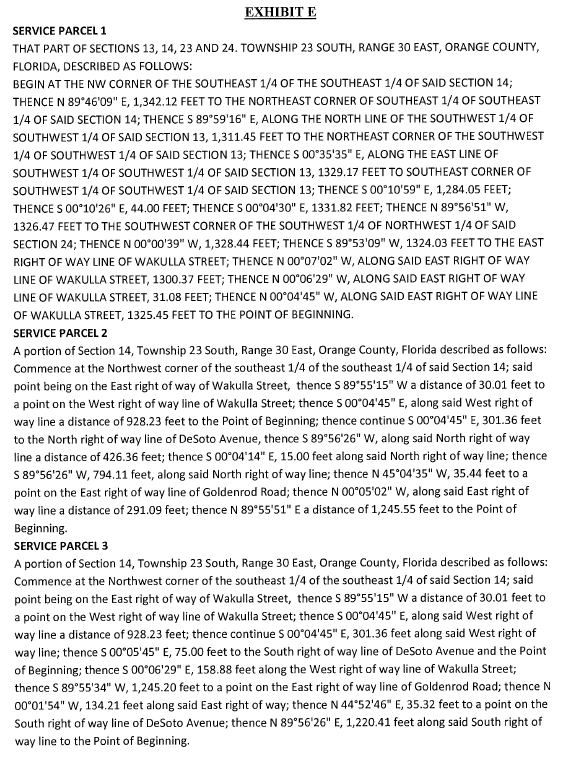 EXHIBIT E
SERVICE PARCEL 1
THAT PART OF SECTIONS 13, 14, 23 AND 24. TOWNSHIP 23 SOUTH, RANGE 30 EAST, ORANGE COUNTY,
FLORIDA, DESCRIBED AS FOLLOWS:
BEGIN AT THE NW CORNER OF THE SOUTHEAST 1/4 OF THE SOUTHEAST 1/4 OF SAID SECTION 14;
THENCE N 89°46'09" E, 1,342.12 FEET TO THE NORTHEAST CORNER OF SOUTHEAST 1/4 OF SOUTHEAST
1/4 OF SAID SECTION 14; THENCE S 89°59'16" E, ALONG THE NORTH LINE OF THE SOUTHWEST 1/4 OF
SOUTHWEST 1/4 OF SAID SECTION 13, 1,311.45 FEET TO THE NORTHEAST CORNER OF THE SOUTHWEST
1/4 OF SOUTHWEST 1/4 OF SAID SECTION 13; THENCE S 00°35'35" E, ALONG THE EAST LINE OF
SOUTHWEST 1/4 OF SOUTHWEST 1/4 OF SAID SECTION 13, 1329.17 FEET TO SOUTHEAST CORNER OF
SOUTHWEST 1/4 OF SOUTHWEST 1/4 OF SAID SECTION 13; THENCE S 00°10'59" E, 1,284.05 FEET;
THENCE S 00°10'26" E, 44.00 FEET; THENCE S 00°04'30" E, 1331.82 FEET; THENCE N 89°56'51" W,
1326.47 FEET TO THE SOUTHWEST CORNER OF THE SOUTHWEST 1/4 OF NORTHWEST 1/4 OF SAID
SECTION 24; THENCE N 00°00'39" W, 1,328.44 FEET; THENCE S 89°53'09" W, 1324.03 FEET TO THE EAST
RIGHT OF WAY LINE OF WAKULLA STREET; THENCE N 00°07'02" W, ALONG SAID EAST RIGHT OF WAY
LINE OF WAKULLA STREET, 1300.37 FEET; THENCE N 00°06'29" W, ALONG SAID EAST RIGHT OF WAY
LINE OF WAKULLA STREET, 31.08 FEET; THENCE N 00°04'45" W, ALONG SAID EAST RIGHT OF WAY LINE
OF WAKULLA STREET, 1325.45 FEET TO THE POINT OF BEGINNING.
SERVICE PARCEL 2
A portion of Section 14, Township 23 South, Range 30 East, Orange County, Florida described as follows:
Commence at the Northwest corner of the southeast 1/4 of the southeast 1/4 of said Section 14; said
point being on the East right of way of Wakulla Street, thence S 89°55'15" W a distance of 30.01 feet to
a point on the West right of way line of Wakulla Street; thence S 00°04'45" E, along said West right of
way line a distance of 928.23 feet to the Point of Beginning; thence continue S 00°04'45" E, 301.36 feet
to the North right of way line of DeSoto Avenue, thence S 89°56'26" W, along said North right of way
line a distance of 426.36 feet; thence S 00°04'14" E, 15.00 feet along said North right of way line; thence
S 89°56'26" W, 794.11 feet, along said North right of way line; thence N 45°04'35" W, 35.44 feet to a
point on the East right of way line of Goldenrod Road; thence N 00°05'02" W, along said East right of
way line a distance of 291.09 feet; thence N 89°55'51" E a distance of 1,245.55 feet to the Point of
Beginning.
SERVICE PARCEL 3
A portion of Section 14, Township 23 South, Range 30 East, Orange County, Florida described as follows:
Commence at the Northwest corner of the southeast 1/4 of the southeast 1/4 of said Section 14; said
point being on the East right of way of Wakulla Street, thence S 89°55'15" W a distance of 30.01 feet to
a point on the West right of way line of Wakulla Street; thence S 00°04'45" E, along said West right of
way line a distance of 928.23 feet; thence continue S 00°04'45" E, 301.36 feet along said West right of
way line; thence S 00°05'45" E, 75.00 feet to the South right of way line of DeSoto Avenue and the Point
of Beginning; thence S 00°06'29" E, 158.88 feet along the West right of way line of Wakulla Street;
thence S 89°55'34" W, 1,245.20 feet to a point on the East right of way line of Goldenrod Road; thence N
00°01'54" W, 134.21 feet along said East right of way; thence N 44°52'46" E, 35.32 feet to a point on the
South right of way line of DeSoto Avenue; thence N 89°56'26" E, 1,220.41 feet along said South right of
way line to the Point of Beginning.